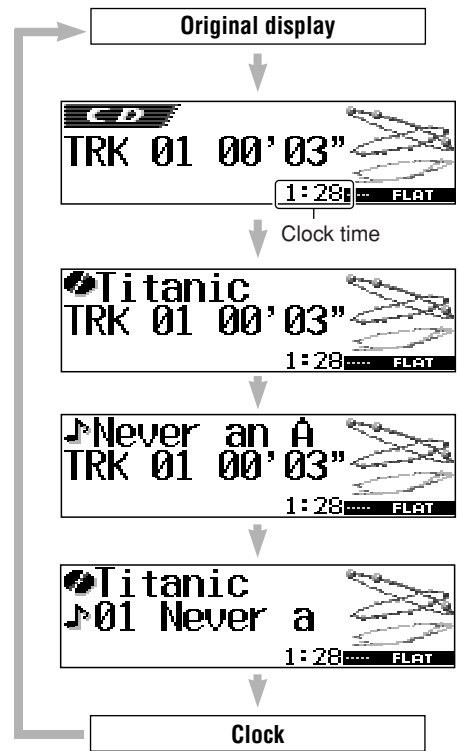 Original display
CD
TRK 01 00'03"
1:28 FLAT
Clock time
Titanic
TRK 01 00'03"
1:28 FLAT
Never an A
TRK 01 00'03"
1:28 FLAT
Titanic
01 Never a
1:28 FLAT
Clock